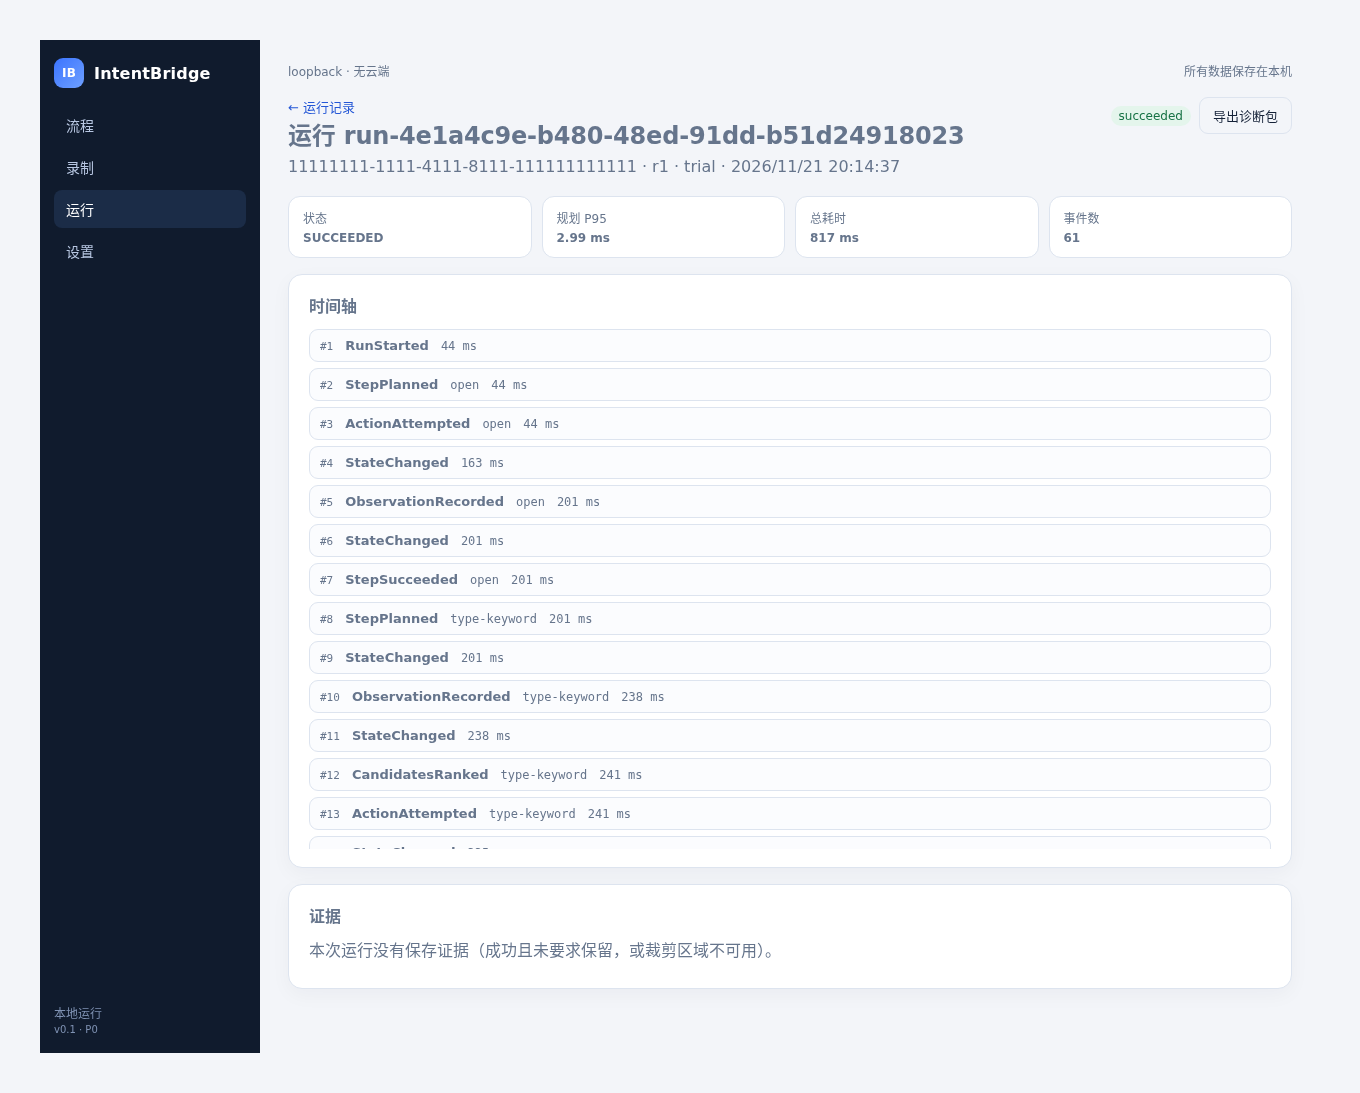 IB IntentBridge
流程
录制
运行
设置
本地运行
v0.1 · P0
loopback · 无云端
所有数据保存在本机
← 运行记录
运行 run-4e1a4c9e-b480-48ed-91dd-b51d24918023
11111111-1111-4111-8111-111111111111 · r1 · trial · 2026/11/21 20:14:37
succeeded
导出诊断包
状态
SUCCEEDED
规划 P95
2.99 ms
总耗时
817 ms
事件数
61
时间轴
#1 RunStarted 44 ms
#2 StepPlanned open 44 ms
#3 ActionAttempted open 44 ms
#4 StateChanged 163 ms
#5 ObservationRecorded open 201 ms
#6 StateChanged 201 ms
#7 StepSucceeded open 201 ms
#8 StepPlanned type-keyword 201 ms
#9 StateChanged 201 ms
#10 ObservationRecorded type-keyword 238 ms
#11 StateChanged 238 ms
#12 CandidatesRanked type-keyword 241 ms
#13 ActionAttempted type-keyword 241 ms
证据
本次运行没有保存证据（成功且未要求保留，或裁剪区域不可用）。